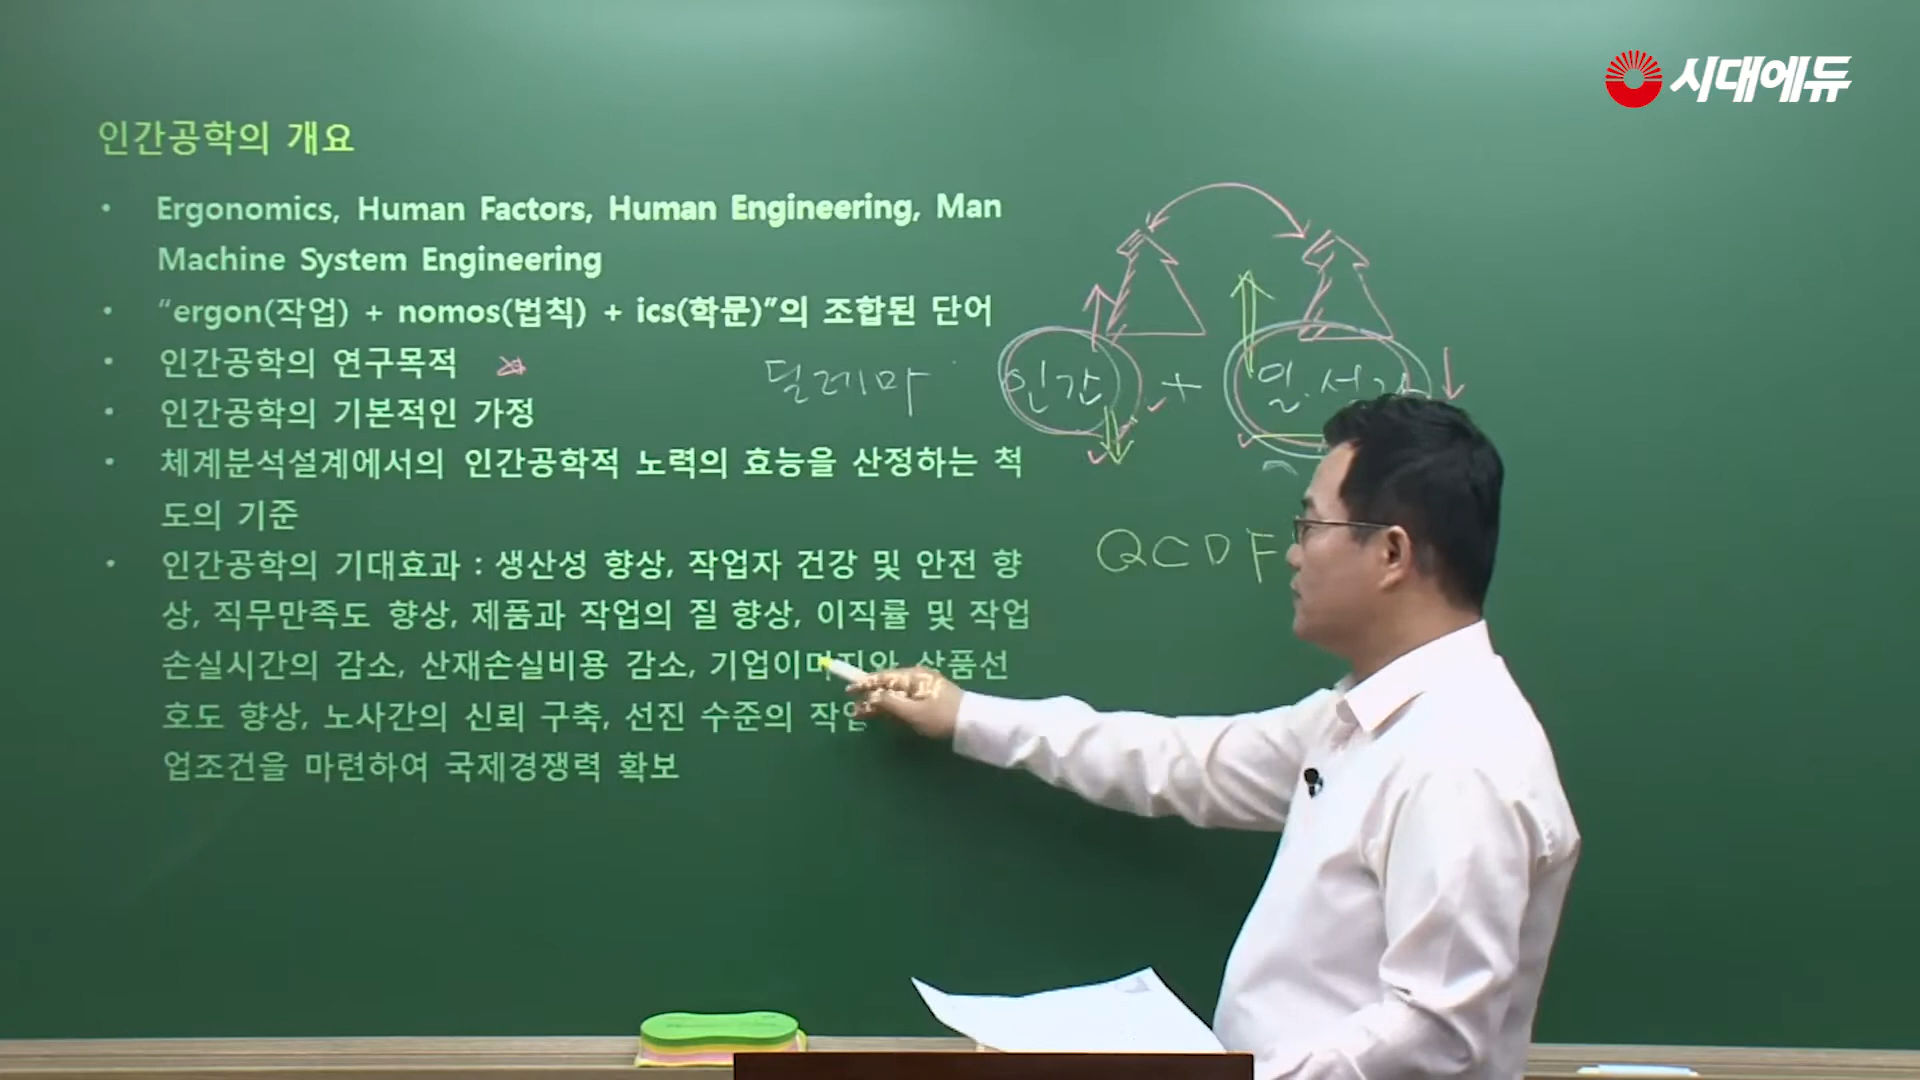 시대에듀
인간공학의 개요
• Ergonomics, Human Factors, Human Engineering, Man
Machine System Engineering
• “ergon(작업) + nomos(법칙) + ics(학문)”의 조합된 단어
• 인간공학의 연구목적
• 인간공학의 기본적인 가정
• 체계분석설계에서의 인간공학적 노력의 효능을 산정하는 척
도의 기준
• 인간공학의 기대효과 : 생산성 향상, 작업자 건강 및 안전 향
상, 직무만족도 향상, 제품과 작업의 질 향상, 이직률 및 작업
손실시간의 감소, 산재손실비용 감소, 기업이미지와 상품선
호도 향상, 노사간의 신뢰 구축, 선진 수준의 작업
업조건을 마련하여 국제경쟁력 확보
딜레마
인간 + 일.
QCDF